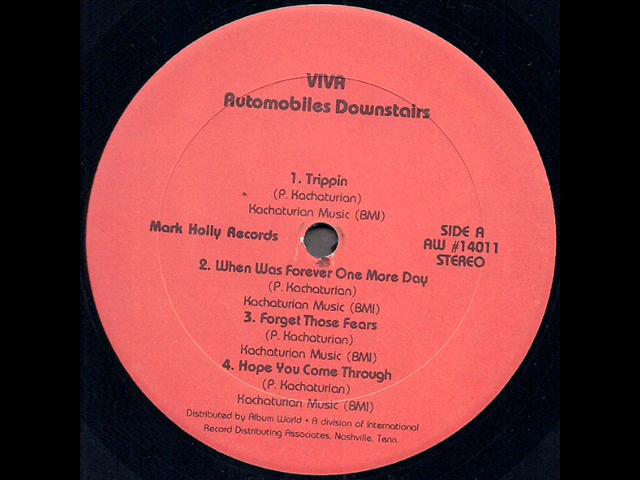 VIVA
Automobiles Downstairs
1. Trippin
(P. Kachaturian)
Kachaturian Music (BMI)
Mark Holly Records
SIDE A
AW #14011
STEREO
2. When Was Forever One More Day
(P. Kachaturian)
Kachaturian Music (BMI)
3. Forget Those Fears
(P. Kachaturian)
Kachaturian Music (BMI)
4. Hope You Come Through
(P. Kachaturian)
Kachaturian Music (BMI)
Distributed by Album World • A division of International
Record Distributing Associates, Nashville, Tenn.